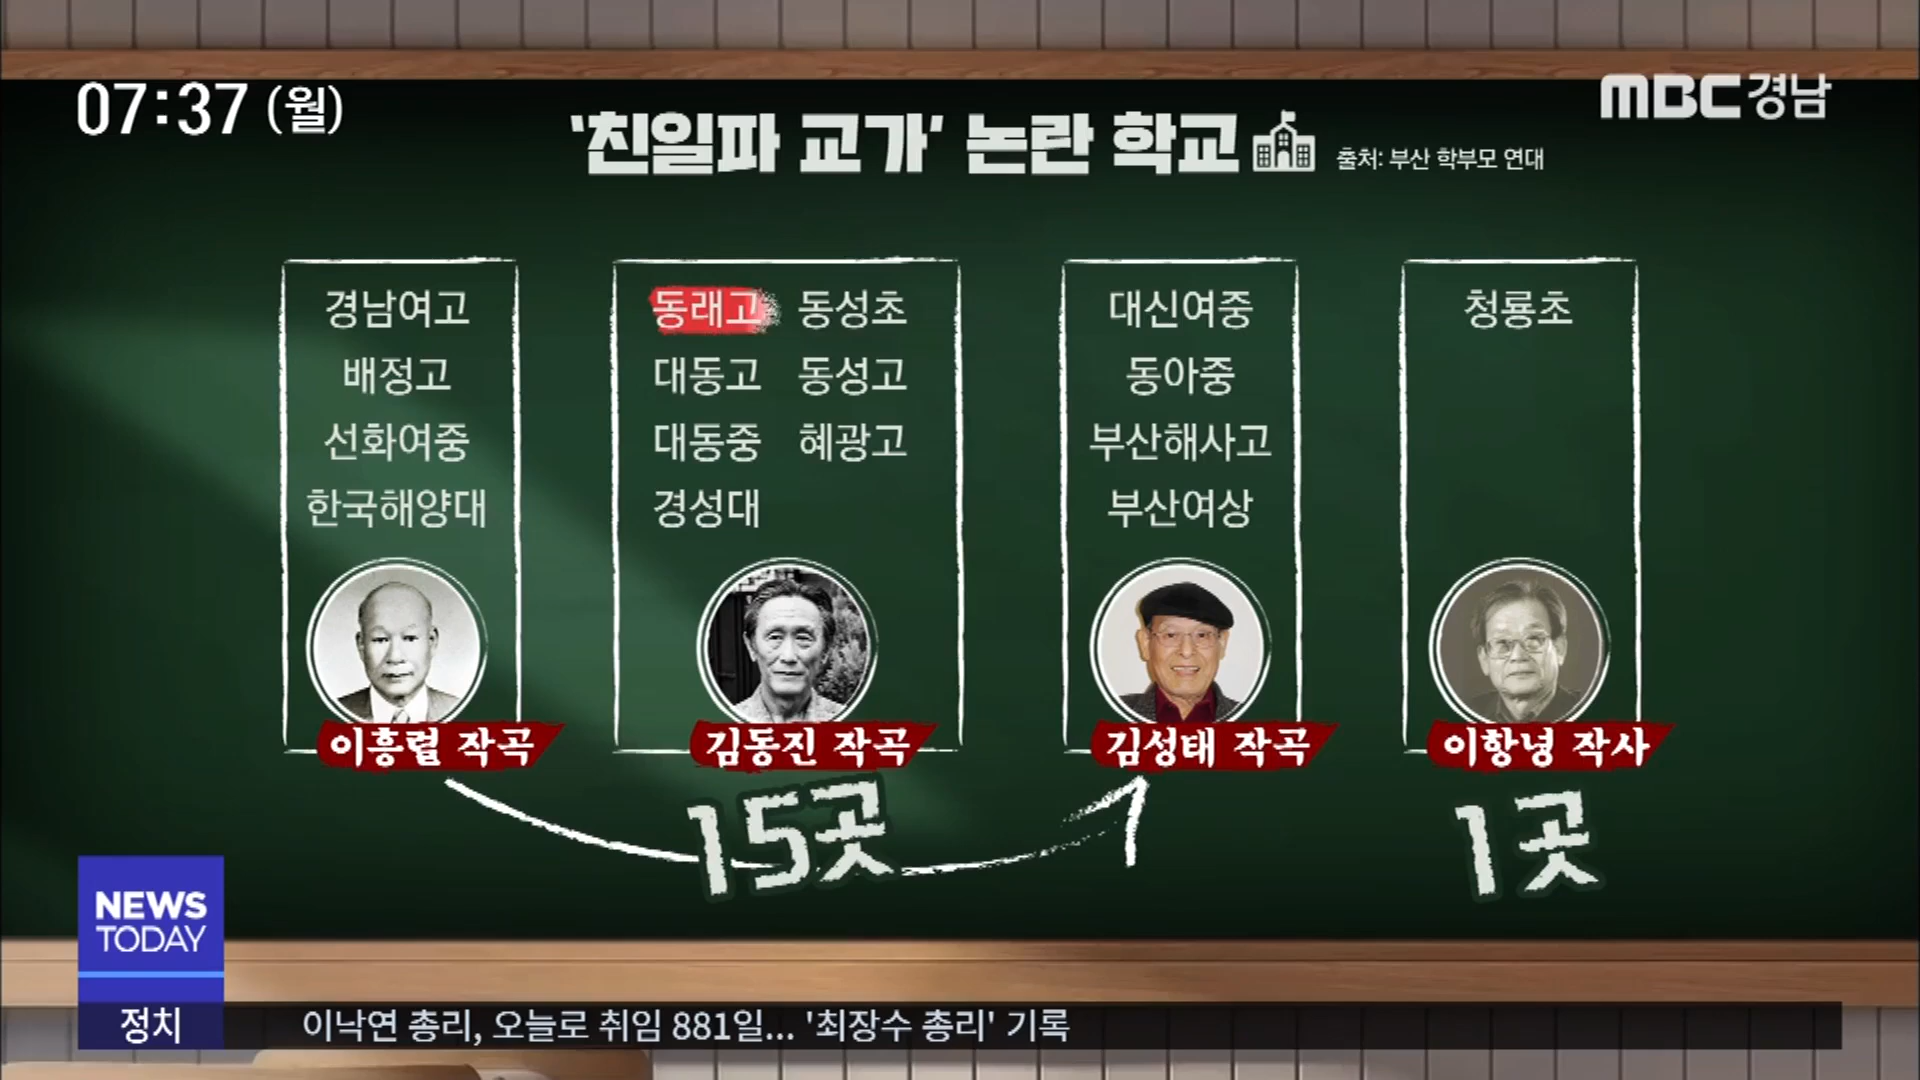 07:37 (월)
MBC경남
'친일파 교가' 논란 학교
출처: 부산 학부모 연대
경남여고
배정고
선화여중
한국해양대
이흥렬 작곡
동래고 동성초
대동고 동성고
대동중 혜광고
경성대
김동진 작곡
대신여중
동아중
부산해사고
부산여상
김성태 작곡
청룡초
이항녕 작사
15곳
1곳
NEWS
TODAY
정치
이낙연 총리, 오늘로 취임 881일... '최장수 총리' 기록